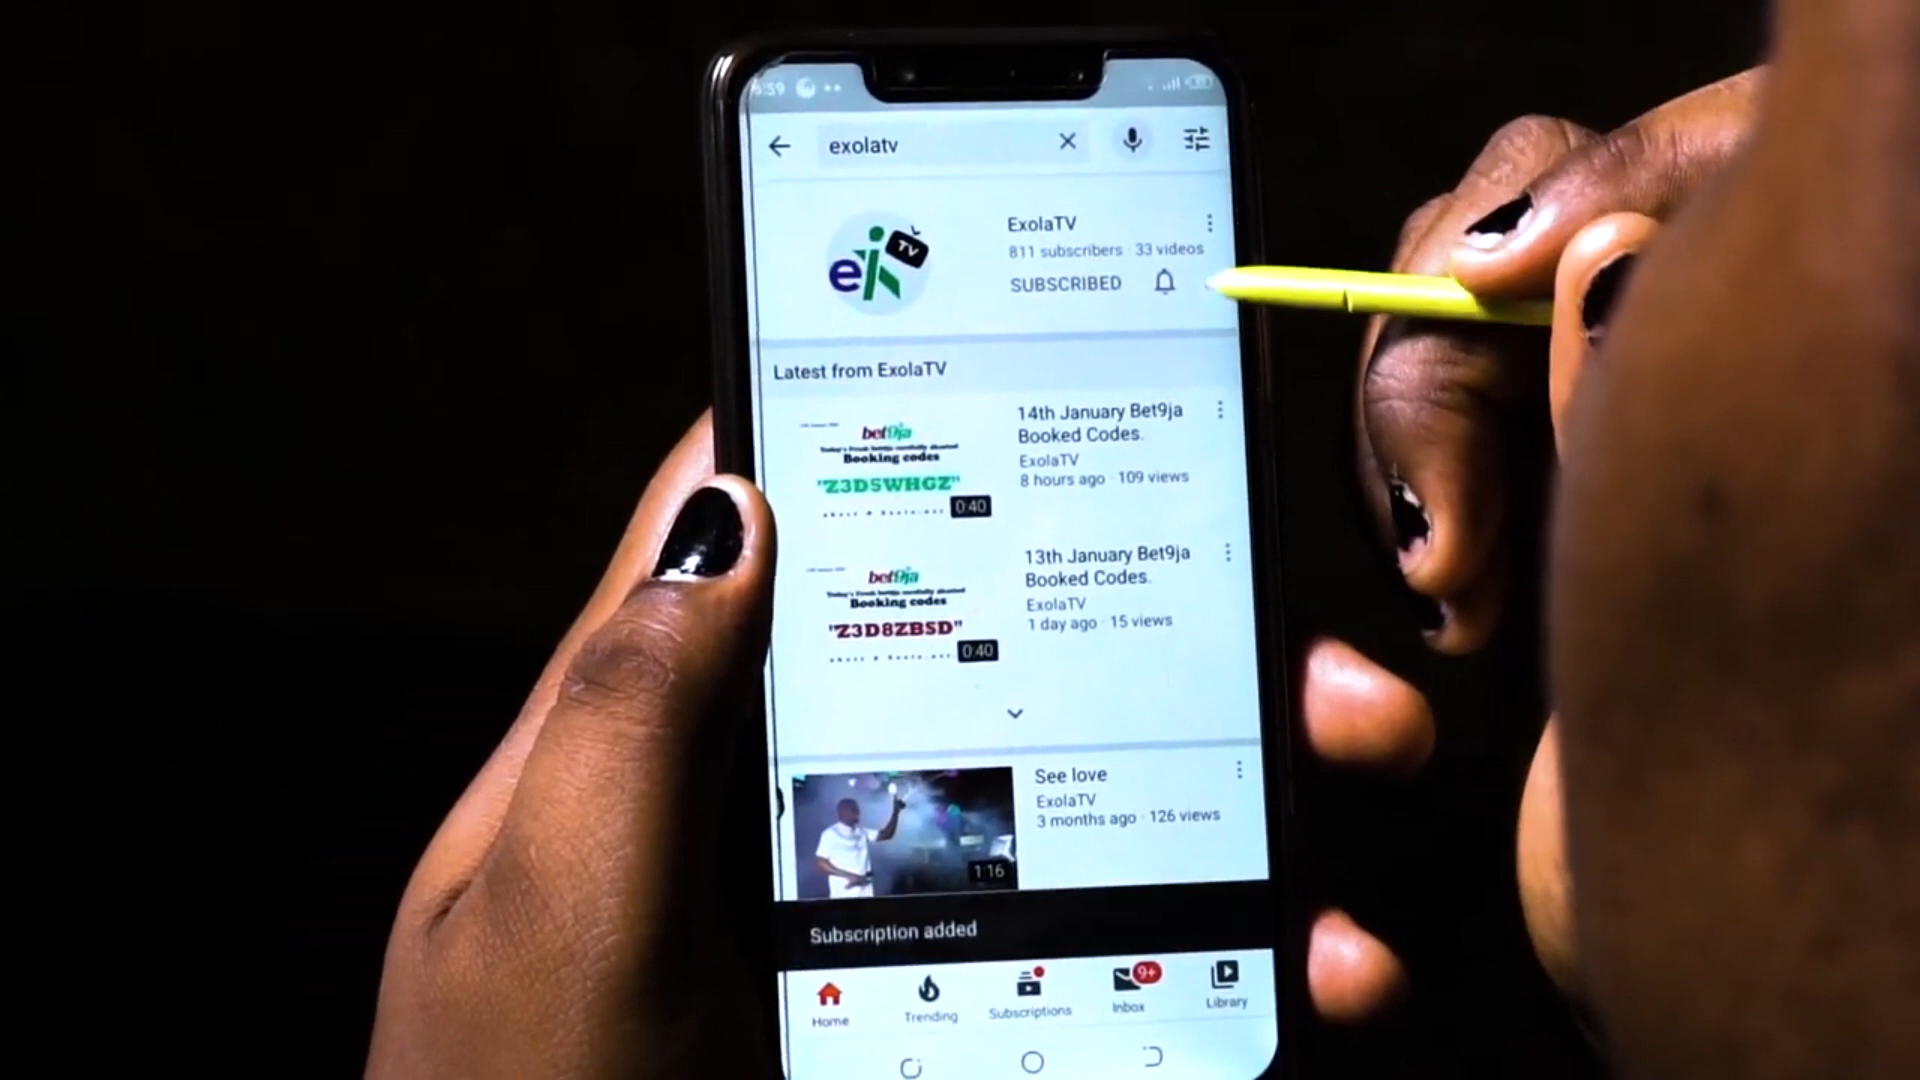 5:59
exolatv
ExolaTV
811 subscribers · 33 videos
SUBSCRIBED
TV
Latest from ExolaTV
14th January Bet9ja
Booked Codes.
ExolaTV
8 hours ago · 109 views
bet9ja
Booking codes
"Z3D5WHGZ"
0:40
13th January Bet9ja
Booked Codes.
ExolaTV
1 day ago · 15 views
bet9ja
Booking codes
"Z3D8ZBSD"
0:40
See love
ExolaTV
3 months ago · 126 views
1:16
Subscription added
9+
Home
Trending
Subscriptions
Inbox
Library